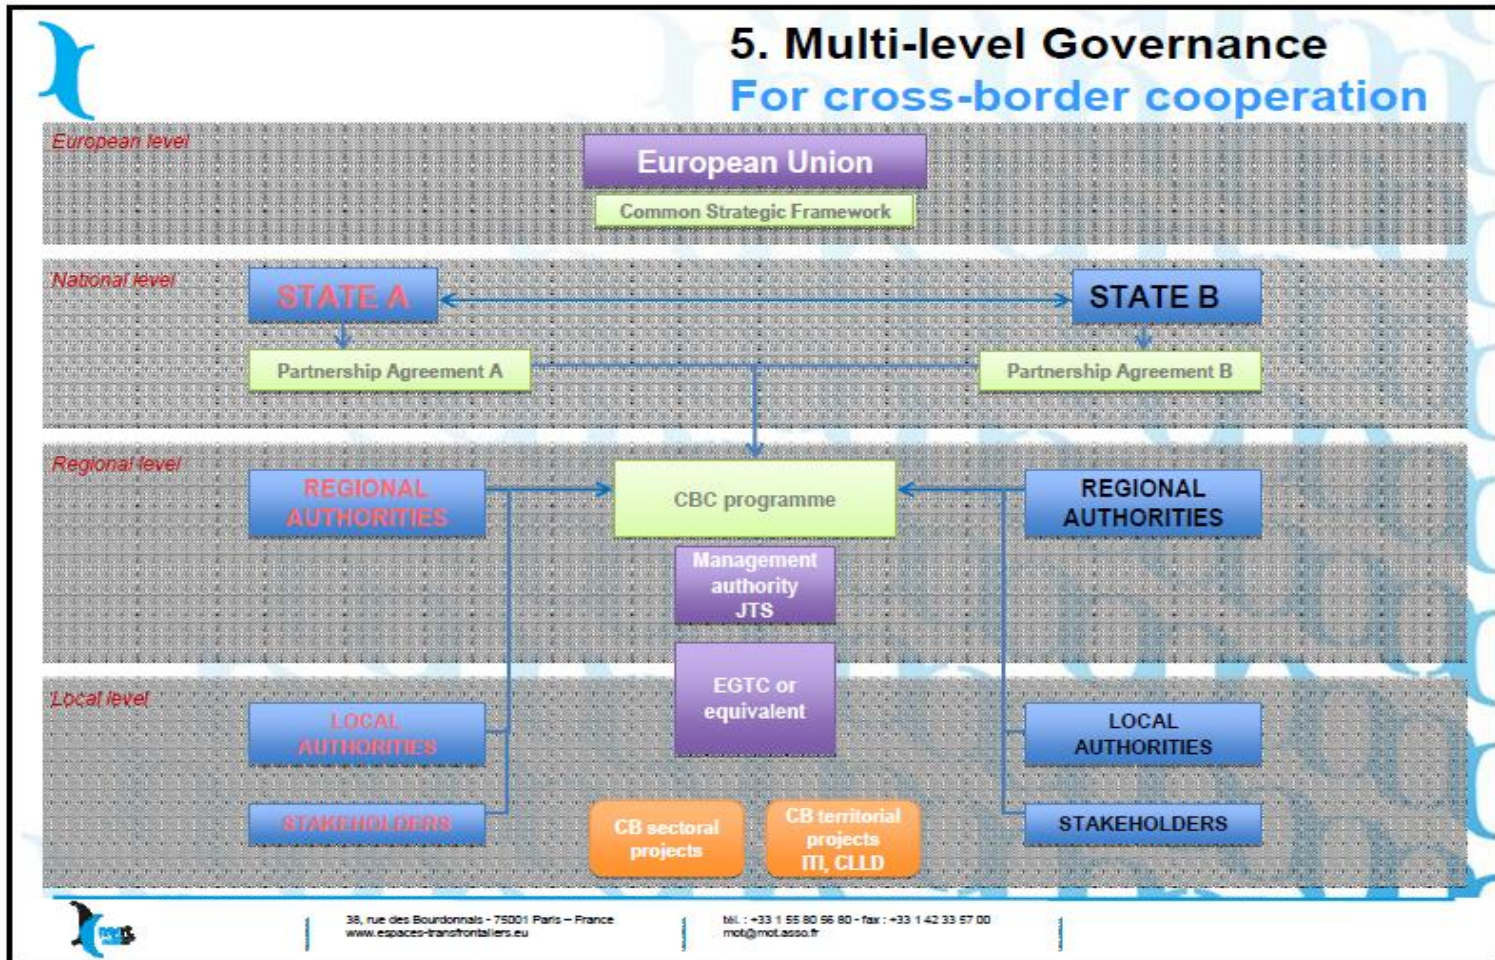 5. Multi-level Governance
For cross-border cooperation
European level
European Union
Common Strategic Framework
National level
STATE A
STATE B
Partnership Agreement A
Partnership Agreement B
Regional level
REGIONAL
AUTHORITIES
CBC programme
REGIONAL
AUTHORITIES
Management
authority
JTS
EGTC or
equivalent
Local level
LOCAL
AUTHORITIES
LOCAL
AUTHORITIES
STAKEHOLDERS
CB sectoral
projects
CB territorial
projects
ITI, CLLD
STAKEHOLDERS
38, rue des Bourdonnais - 75001 Paris – France
www.espaces-transfrontaliers.eu
tél. : +33 1 55 80 56 80 - fax : +33 1 42 33 57 00
mot@mot.asso.fr